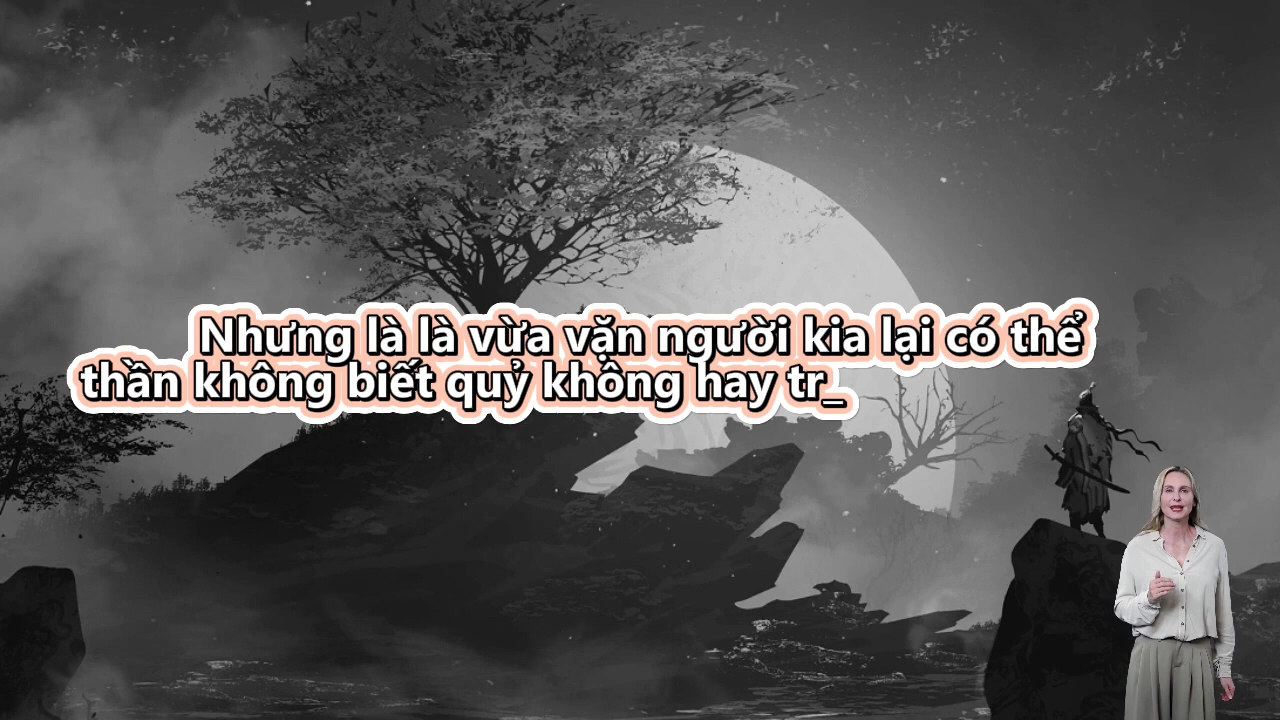 Nhưng là là vừa vặn người kia lại có thể
thần không biết quỷ không hay tr_